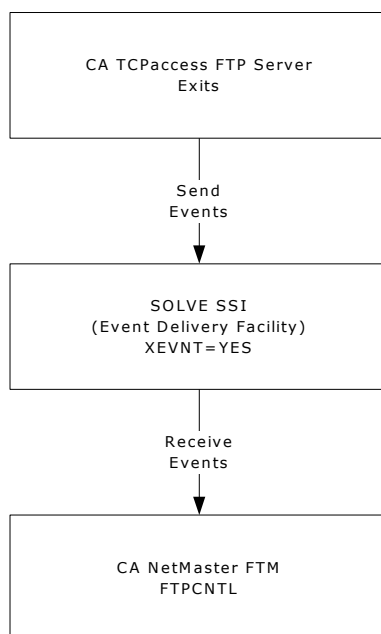 CA TCPaccess FTP Server
Exits
Send
Events
SOLVE SSI
(Event Delivery Facility)
XEVNT=YES
Receive
Events
CA NetMaster FTM
FTPCNTL